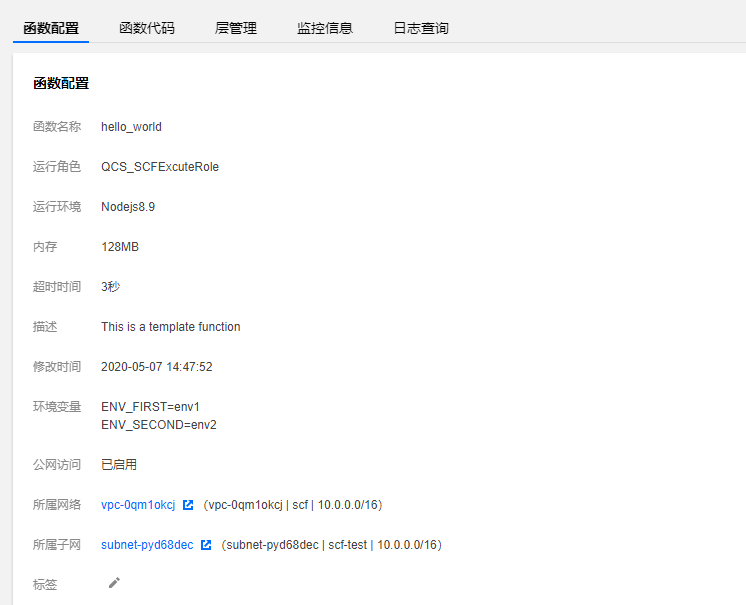 函数配置 函数代码 层管理 监控信息 日志查询
函数配置
函数名称 hello_world
运行角色 QCS_SCFExcuteRole
运行环境 Nodejs8.9
内存 128MB
超时时间 3秒
描述 This is a template function
修改时间 2020-05-07 14:47:52
环境变量 ENV_FIRST=env1
ENV_SECOND=env2
公网访问 已启用
所属网络 vpc-0qm1okcj （vpc-0qm1okcj | scf | 10.0.0.0/16）
所属子网 subnet-pyd68dec （subnet-pyd68dec | scf-test | 10.0.0.0/16）
标签